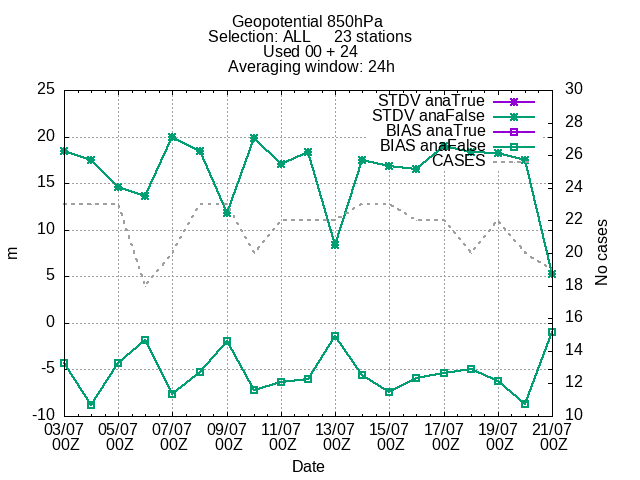 Geopotential 850hPa
Selection: ALL 23 stations
Used 00 + 24
Averaging window: 24h
25
20
15
10
5
0
-5
-10
m
30
28
26
24
22
20
18
16
14
12
10
No cases
STDV anaTrue
STDV anaFalse
BIAS anaTrue
BIAS anaFalse
CASES
03/07 05/07 07/07 09/07 11/07 13/07 15/07 17/07 19/07 21/07
00Z 00Z 00Z 00Z 00Z 00Z 00Z 00Z 00Z 00Z
Date